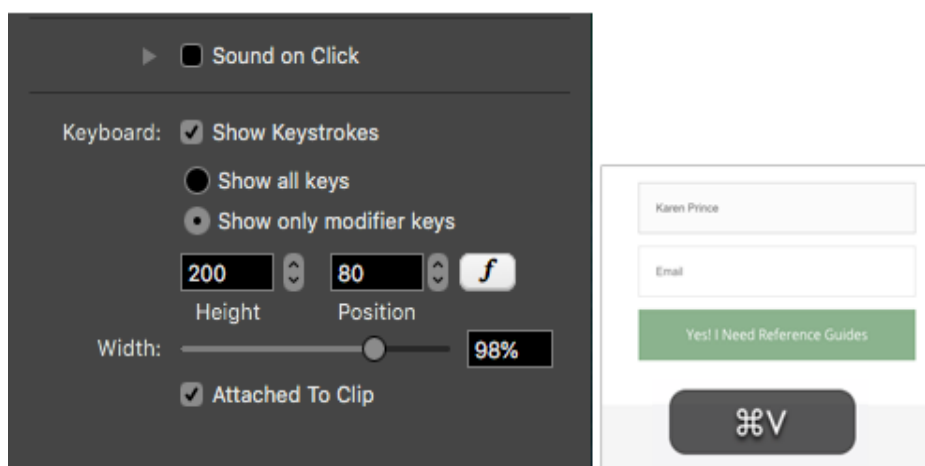 Sound on Click
Keyboard: Show Keystrokes
Show all keys
Show only modifier keys
200 80 f
Height Position
Width: 98%
Attached To Clip
Karen Prince
Email
Yes! I Need Reference Guides
⌘V